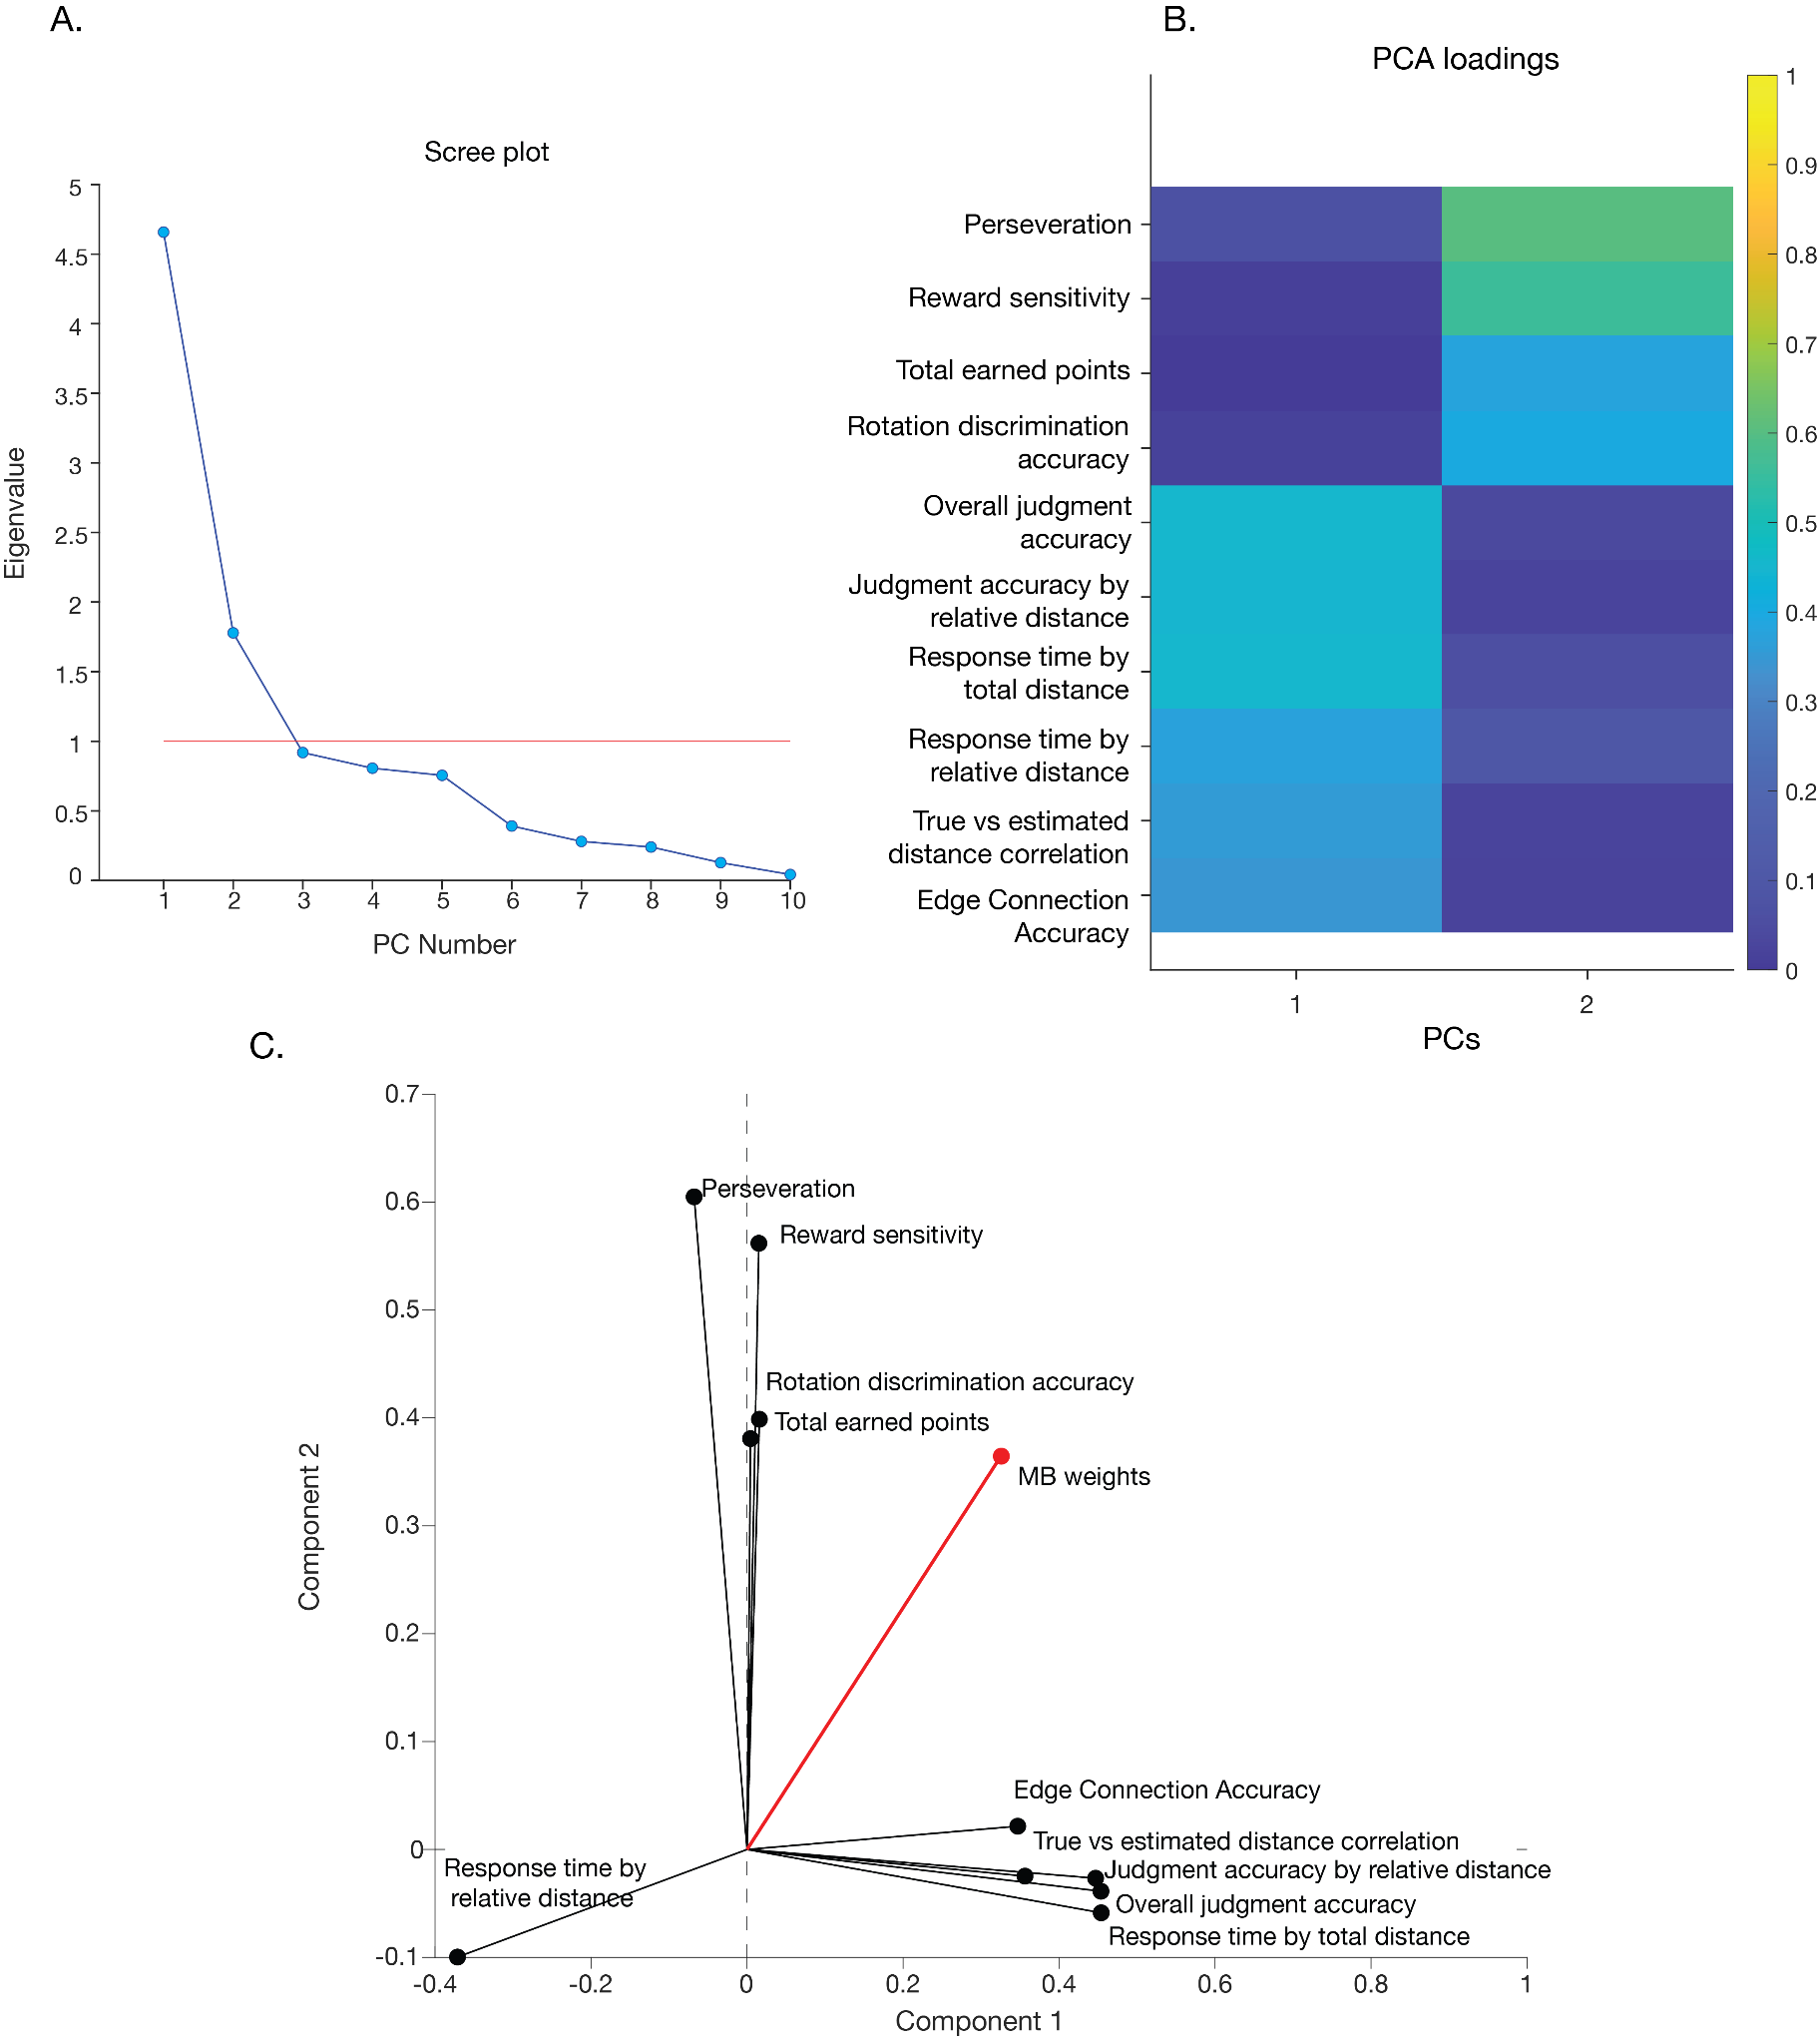 A.
Scree plot
5
4.5
4
3.5
3
2.5
2
1.5
1
0.5
0
Eigenvalue
1 2 3 4 5 6 7 8 9 10
PC Number
B.
PCA loadings
Perseveration
Reward sensitivity
Total earned points
Rotation discrimination
accuracy
Overall judgment
accuracy
Judgment accuracy by
relative distance
Response time by
total distance
Response time by
relative distance
True vs estimated
distance correlation
Edge Connection
Accuracy
1 2
PCs
1
0.9
0.8
0.7
0.6
0.5
0.4
0.3
0.2
0.1
0
C.
0.7
0.6
0.5
0.4
0.3
0.2
0.1
0
-0.1
Component 2
Perseveration
Reward sensitivity
Rotation discrimination accuracy
Total earned points
MB weights
Edge Connection Accuracy
True vs estimated distance correlation
Judgment accuracy by relative distance
Overall judgment accuracy
Response time by total distance
Response time by
relative distance
-0.4 -0.2 0 0.2 0.4 0.6 0.8 1
Component 1